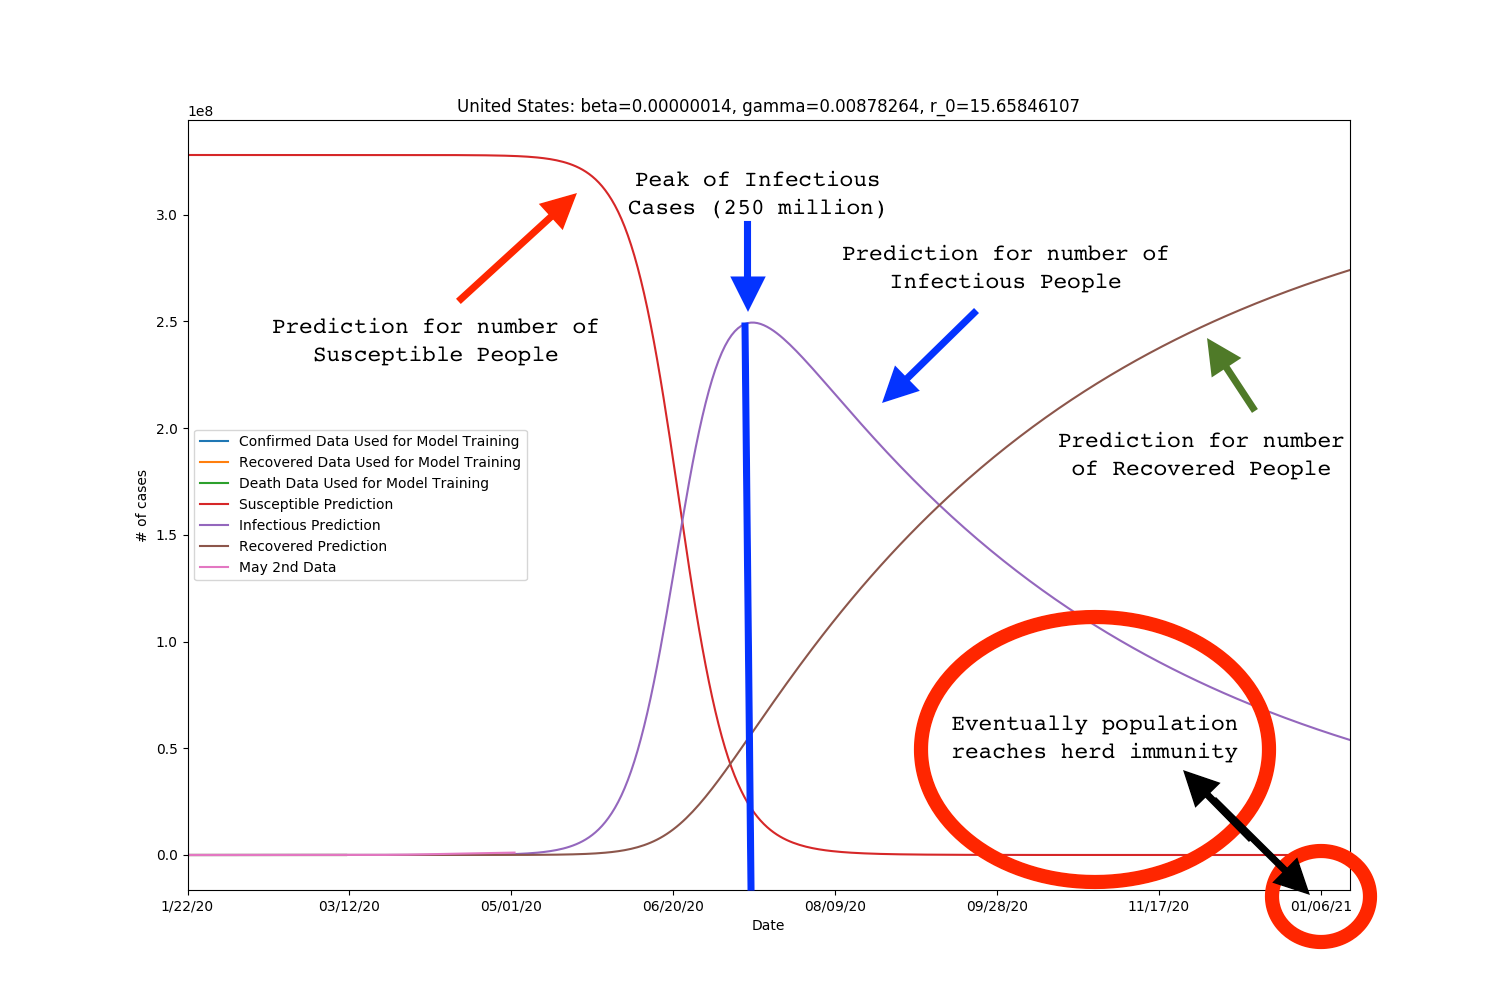 United States: beta=0.00000014, gamma=0.00878264, r_0=15.65846107
1e8
Peak of Infectious
Cases (250 million)
Prediction for number of
Infectious People
Prediction for number of
Susceptible People
Prediction for number
of Recovered People
Confirmed Data Used for Model Training
Recovered Data Used for Model Training
Death Data Used for Model Training
Susceptible Prediction
Infectious Prediction
Recovered Prediction
May 2nd Data
Eventually population
reaches herd immunity
# of cases
3.0
2.5
2.0
1.5
1.0
0.5
0.0
1/22/20 03/12/20 05/01/20 06/20/20 08/09/20 09/28/20 11/17/20 01/06/21
Date